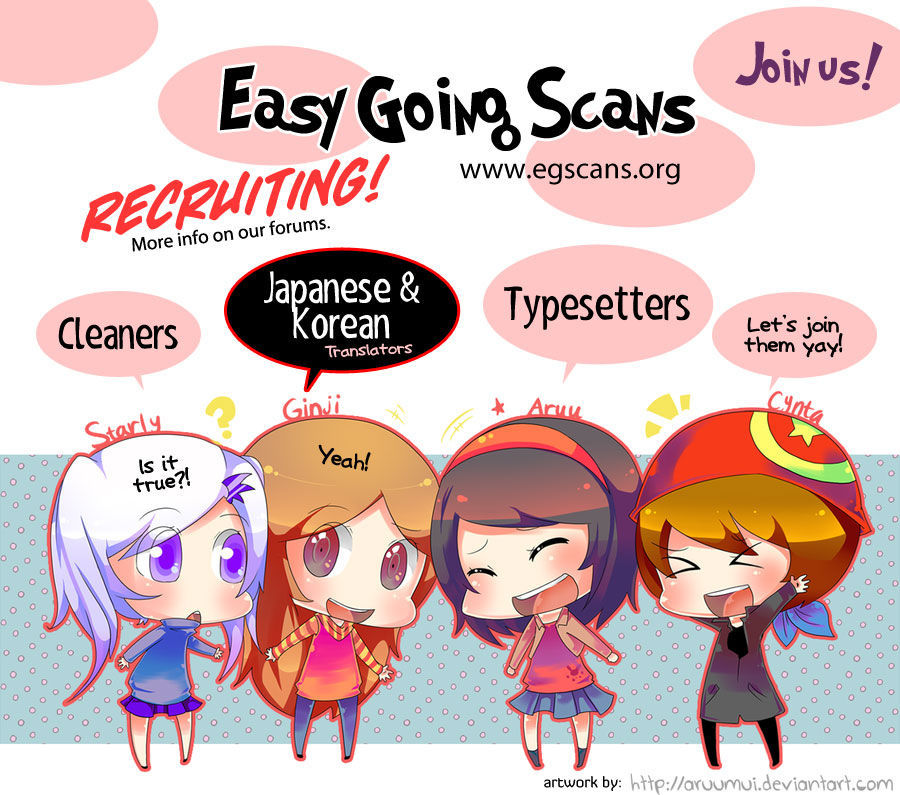 Join us!
Easy Going Scans
www.egscans.org
RECRUITING!
More info on our forums.
Japanese &
Korean
Translators
Typesetters
Cleaners
Let's join
them yay!
Starly
?
Ginji
Aruu
Cynta
Is it
true?!
Yeah!
artwork by: http://aruumui.deviantart.com